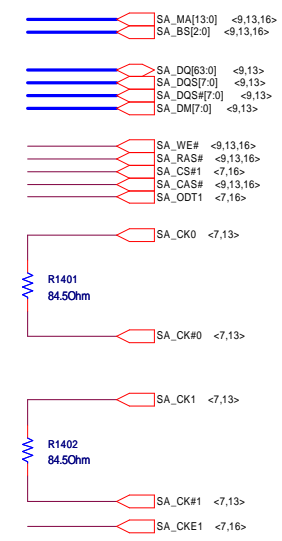 SA_MA[13:0] <9,13,16>
SA_BS[2:0] <9,13,16>
SA_DQ[63:0] <9,13>
SA_DQS[7:0] <9,13>
SA_DQS#[7:0] <9,13>
SA_DM[7:0] <9,13>
SA_WE# <9,13,16>
SA_RAS# <9,13,16>
SA_CS#1 <7,16>
SA_CAS# <9,13,16>
SA_ODT1 <7,16>
SA_CK0 <7,13>
R1401
84.5Ohm
SA_CK#0 <7,13>
SA_CK1 <7,13>
R1402
84.5Ohm
SA_CK#1 <7,13>
SA_CKE1 <7,16>